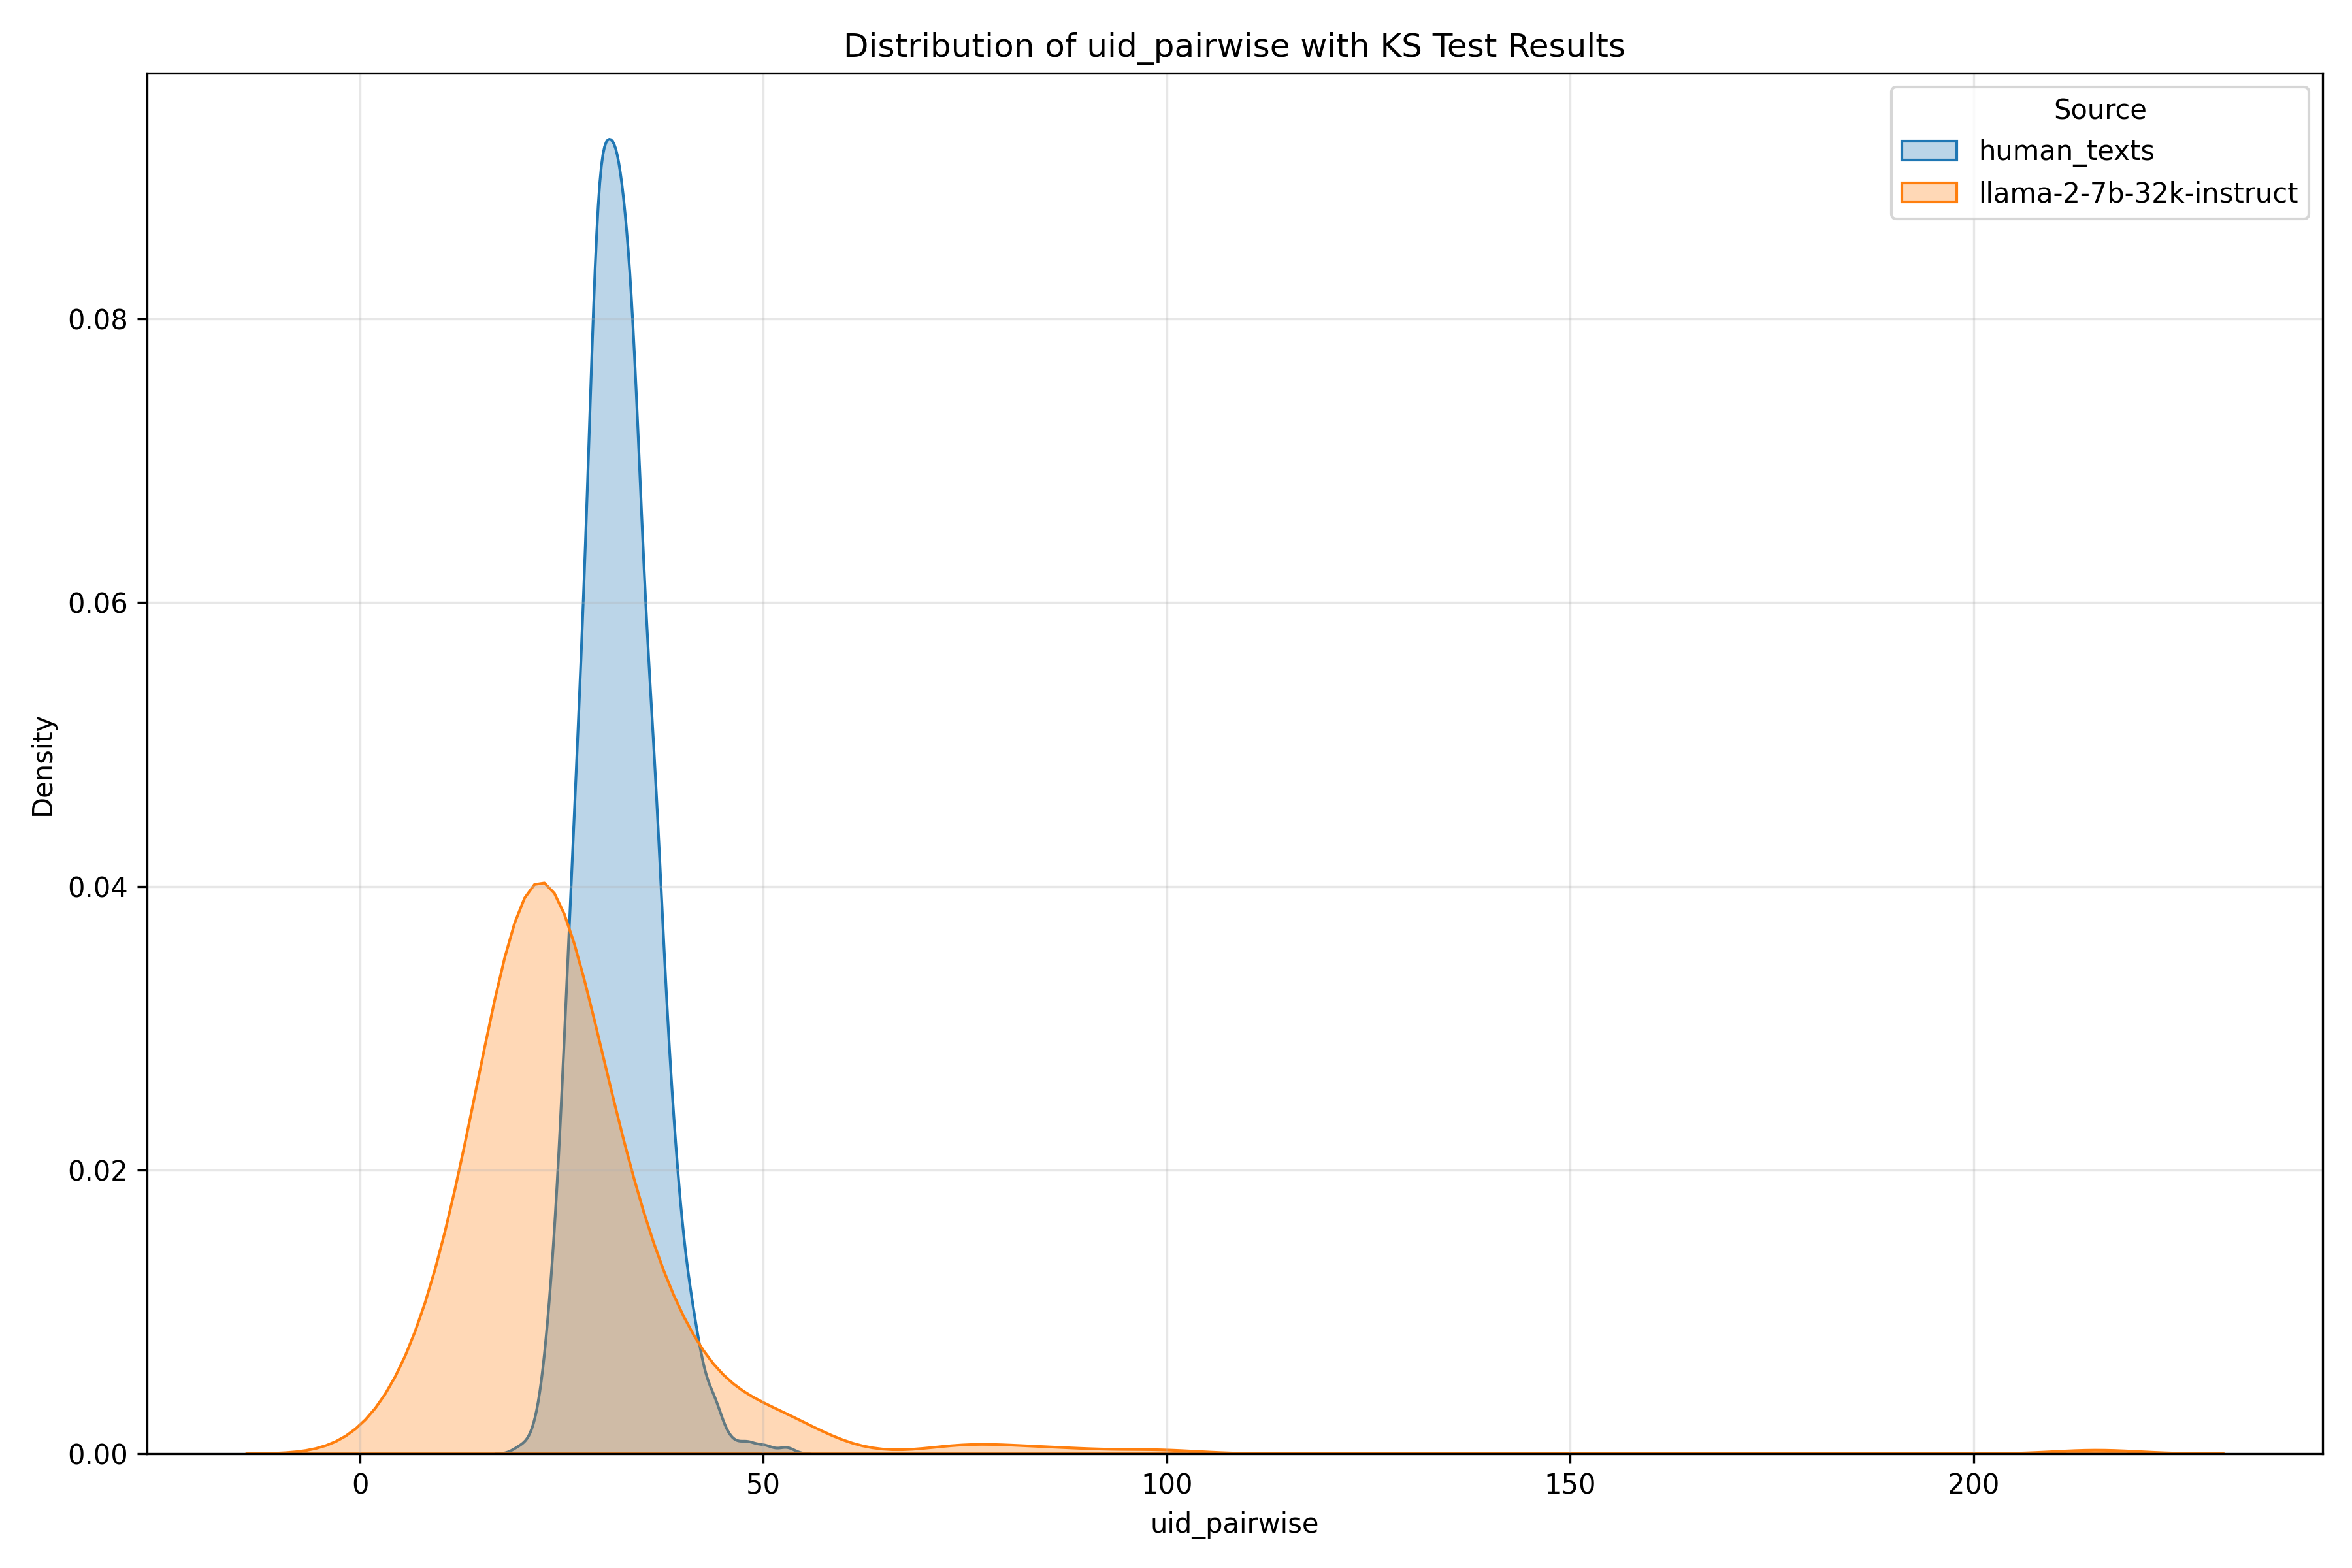 Distribution of uid_pairwise with KS Test Results
Source
human_texts
llama-2-7b-32k-instruct
Density
0.08
0.06
0.04
0.02
0.00
0 50 100 150 200
uid_pairwise